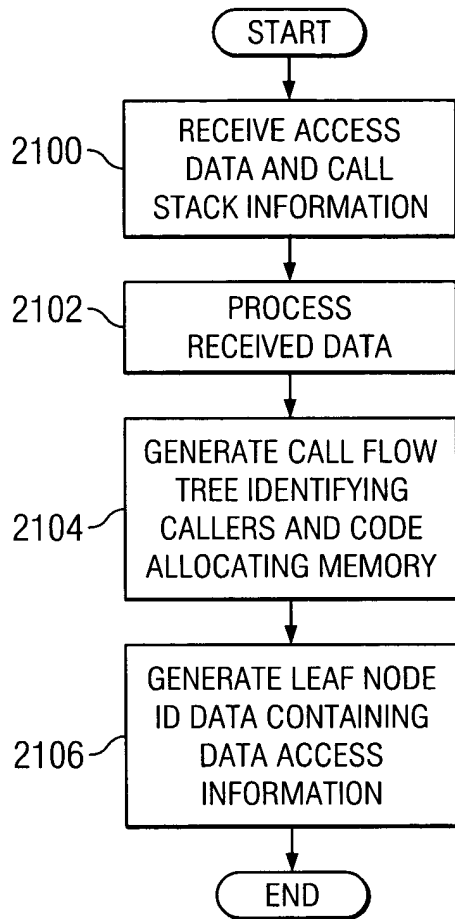 START
2100
RECEIVE ACCESS
DATA AND CALL
STACK INFORMATION
2102
PROCESS
RECEIVED DATA
2104
GENERATE CALL FLOW
TREE IDENTIFYING
CALLERS AND CODE
ALLOCATING MEMORY
2106
GENERATE LEAF NODE
ID DATA CONTAINING
DATA ACCESS
INFORMATION
END